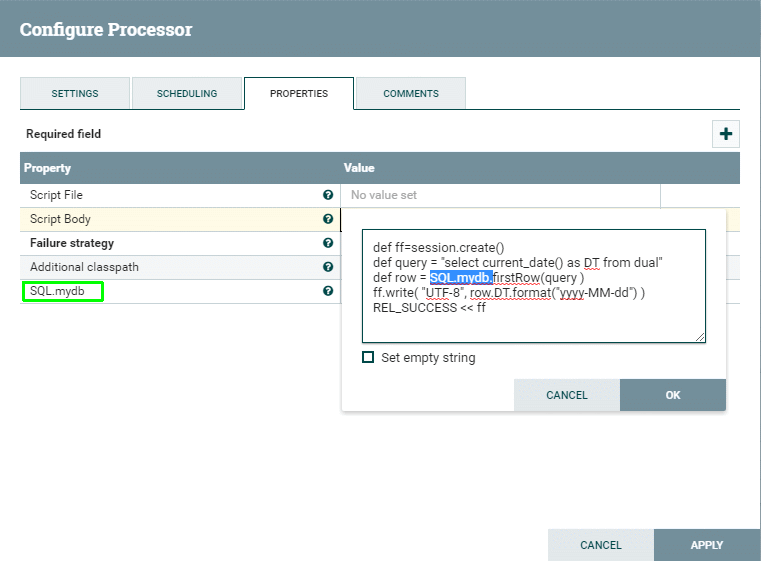 Configure Processor
SETTINGS
SCHEDULING
PROPERTIES
COMMENTS
Required field
+
Property Value
Script File ? No value set
Script Body ?
Failure strategy ?
Additional classpath ?
SQL.mydb ?
def ff=session.create()
def query = "select current_date() as DT from dual"
def row = SQL.mydb.firstRow(query )
ff.write( "UTF-8", row.DT.format("yyyy-MM-dd") )
REL_SUCCESS << ff
Set empty string
CANCEL
OK
CANCEL
APPLY